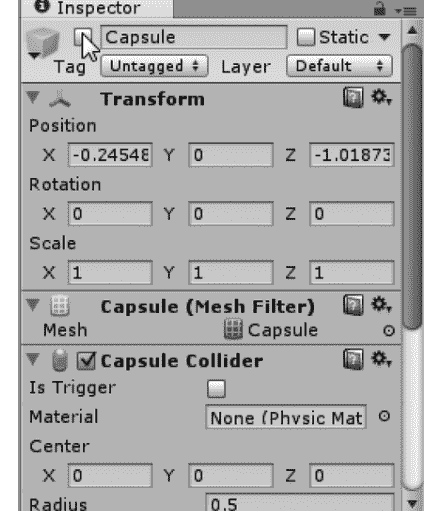 Inspector
Capsule Static
Tag Untagged Layer Default
Transform
Position
X -0.24548 Y 0 Z -1.01873
Rotation
X 0 Y 0 Z 0
Scale
X 1 Y 1 Z 1
Capsule (Mesh Filter)
Mesh Capsule
Capsule Collider
Is Trigger
Material None (Physic Mat
Center
X 0 Y 0 Z 0
Radius 0.5